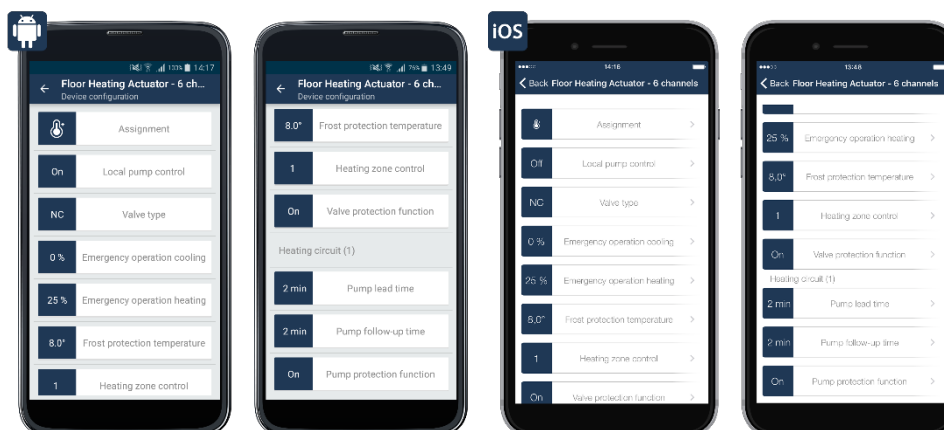 100% 14:17
Floor Heating Actuator - 6 ch...
Device configuration
Assignment
On Local pump control
NC Valve type
0 % Emergency operation cooling
25 % Emergency operation heating
8.0° Frost protection temperature
1 Heating zone control
76% 13:49
Floor Heating Actuator - 6 ch...
Device configuration
8.0° Frost protection temperature
1 Heating zone control
On Valve protection function
Heating circuit (1)
2 min Pump lead time
2 min Pump follow-up time
On Pump protection function
iOS
14:16
Back Floor Heating Actuator - 6 channels
Assignment
Off Local pump control
NC Valve type
0 % Emergency operation cooling
25 % Emergency operation heating
8,0° Frost protection temperature
1 Heating zone control
On Valve protection function
13:48
Back Floor Heating Actuator - 6 channels
25 % Emergency operation heating
8,0° Frost protection temperature
1 Heating zone control
On Valve protection function
Heating circuit (1)
2 min Pump lead time
2 min Pump follow-up time
On Pump protection function